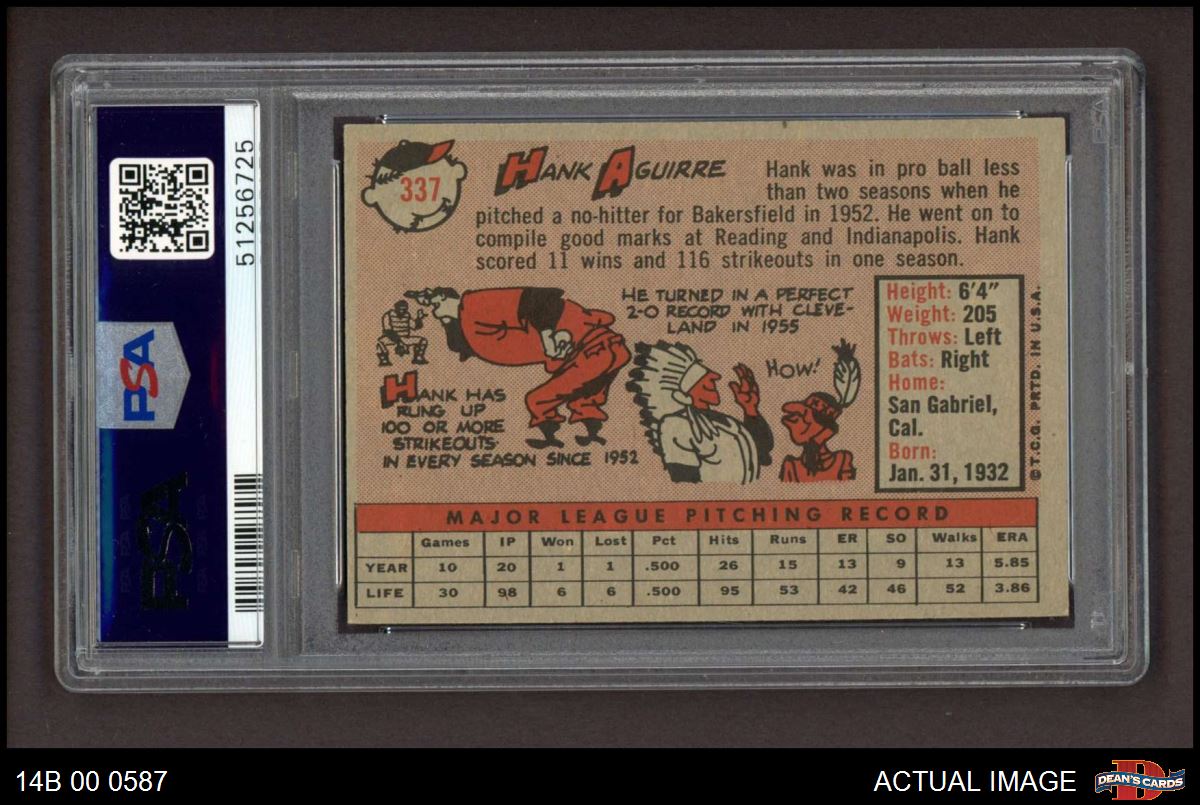 51256725
PSA
PSA
337
HANK AGUIRRE
Hank was in pro ball less
than two seasons when he
pitched a no-hitter for Bakersfield in 1952. He went on to
compile good marks at Reading and Indianapolis. Hank
scored 11 wins and 116 strikeouts in one season.
HE TURNED IN A PERFECT
2-0 RECORD WITH CLEVE-
LAND IN 1955
HOW!
HANK HAS
RUNG UP
100 OR MORE
STRIKEOUTS
IN EVERY SEASON SINCE 1952
Height: 6'4"
Weight: 205
Throws: Left
Bats: Right
Home:
San Gabriel,
Cal.
Born:
Jan. 31, 1932
©T.C.G. PRTD. IN U.S.A.
MAJOR LEAGUE PITCHING RECORD
Games IP Won Lost Pct Hits Runs ER SO Walks ERA
YEAR 10 20 1 1 .500 26 15 13 9 13 5.85
LIFE 30 98 6 6 .500 95 53 42 46 52 3.86
14B 00 0587
ACTUAL IMAGE
DEAN'S CARDS